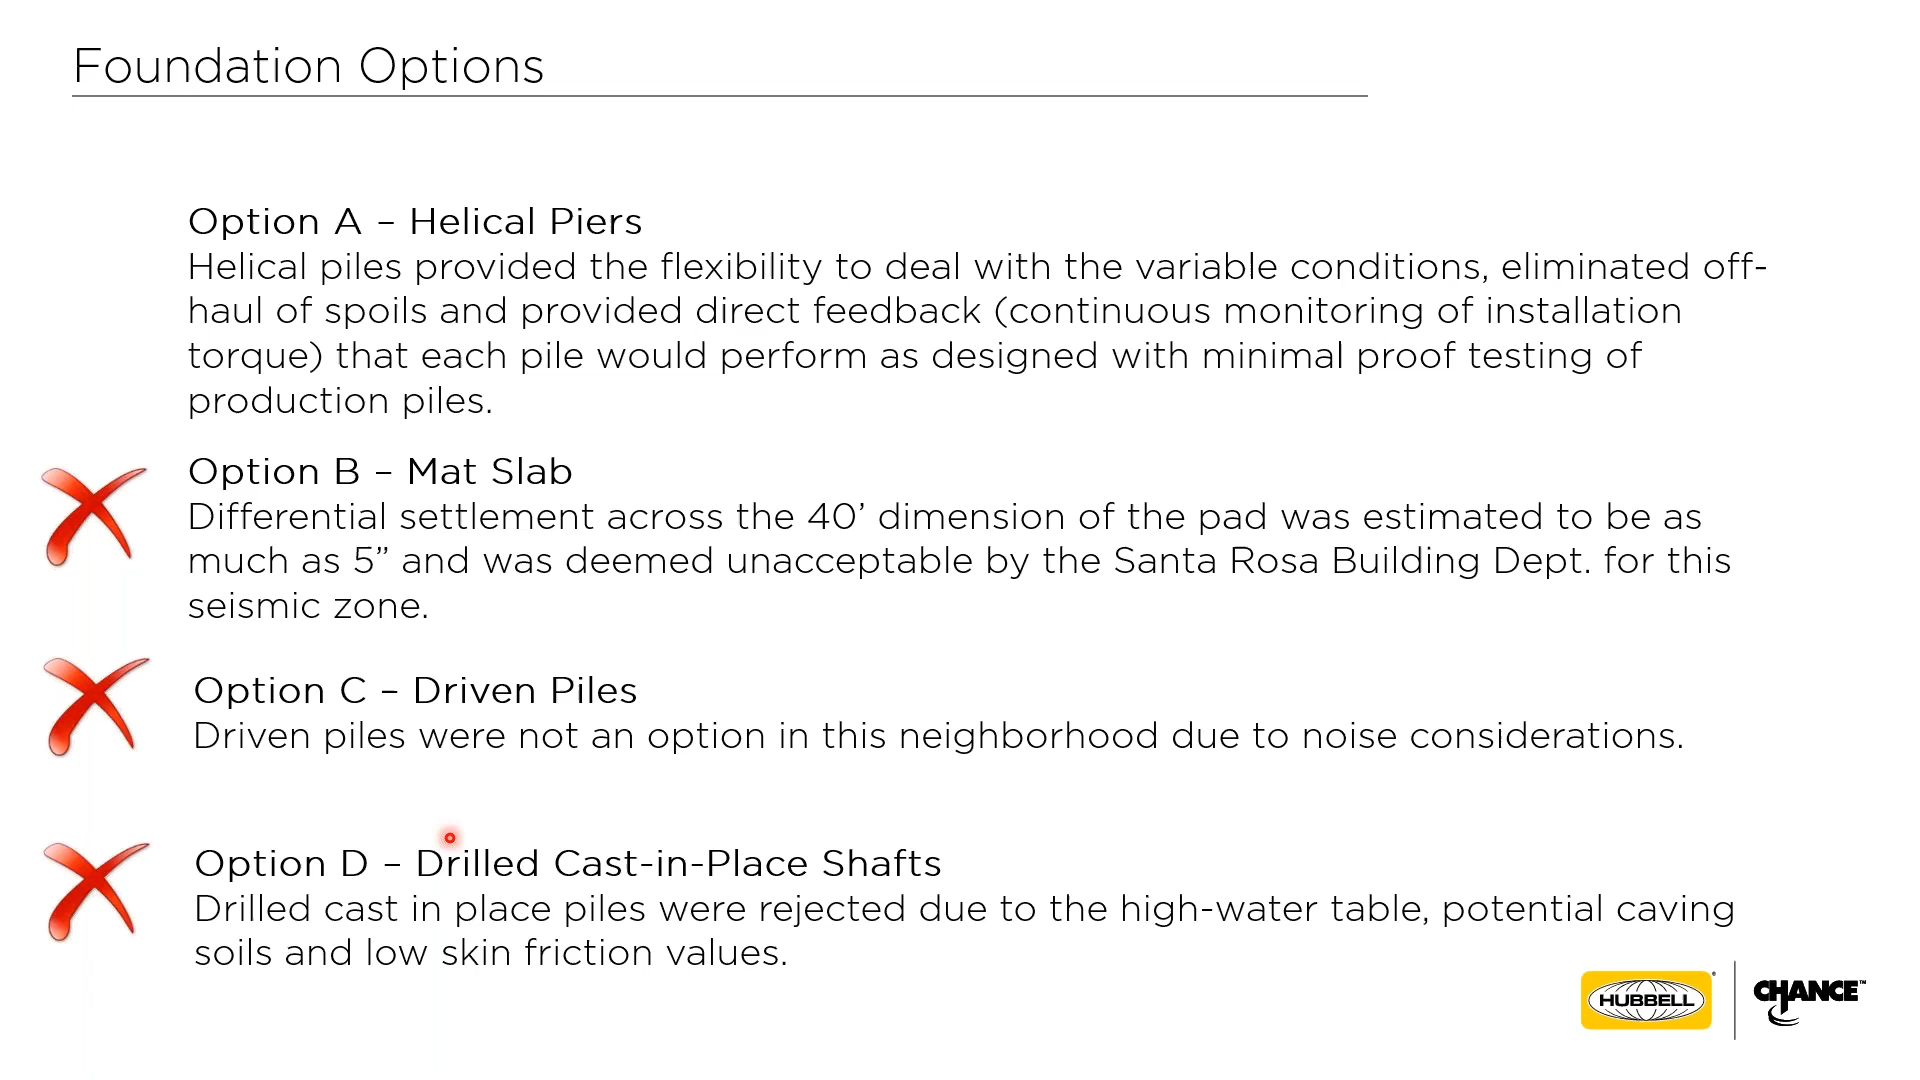 Foundation Options
Option A – Helical Piers
Helical piles provided the flexibility to deal with the variable conditions, eliminated off-
haul of spoils and provided direct feedback (continuous monitoring of installation
torque) that each pile would perform as designed with minimal proof testing of
production piles.
Option B – Mat Slab
Differential settlement across the 40’ dimension of the pad was estimated to be as
much as 5” and was deemed unacceptable by the Santa Rosa Building Dept. for this
seismic zone.
Option C – Driven Piles
Driven piles were not an option in this neighborhood due to noise considerations.
Option D – Drilled Cast-in-Place Shafts
Drilled cast in place piles were rejected due to the high-water table, potential caving
soils and low skin friction values.
HUBBELL®
CHANCE™